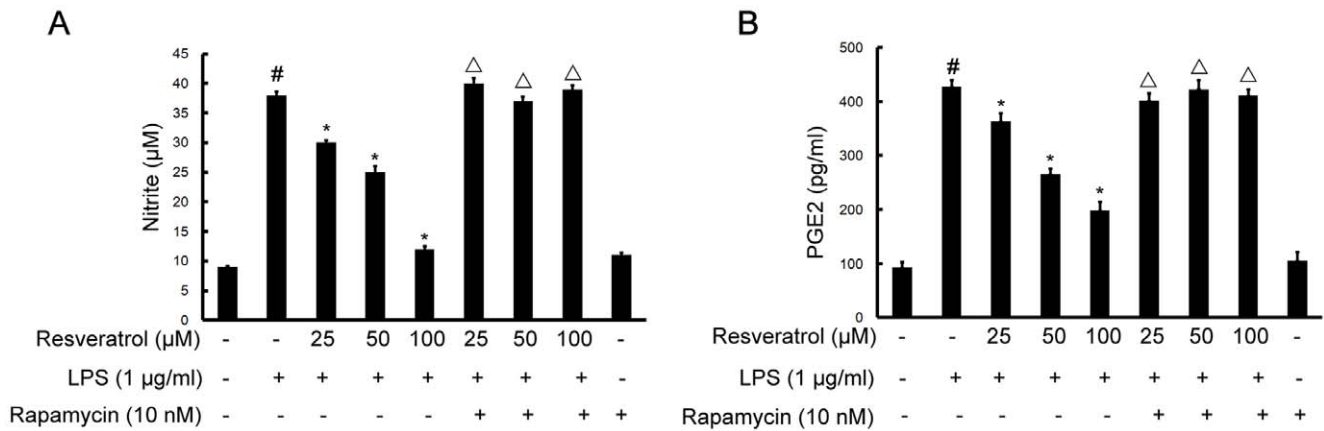 A
Nitrite (µM)
45
40
35
30
25
20
15
10
5
0
# * * * △ △ △
Resveratrol (µM) - - 25 50 100 25 50 100 -
LPS (1 µg/ml) - + + + + + + + -
Rapamycin (10 nM) - - - - - + + + +
B
PGE2 (pg/ml)
500
400
300
200
100
0
# * * * △ △ △
Resveratrol (µM) - - 25 50 100 25 50 100 -
LPS (1 µg/ml) - + + + + + + + -
Rapamycin (10 nM) - - - - - + + + +